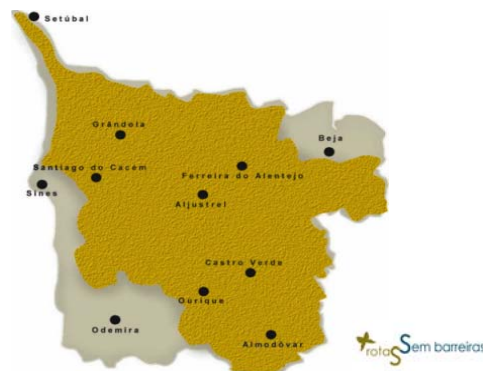 Setúbal
Grândola
Beja
Santiago do Cacém
Ferreira do Alentejo
Sines
Aljustrel
Castro Verde
Ourique
Odemira
Almodôvar
+rotas Sem barreiras